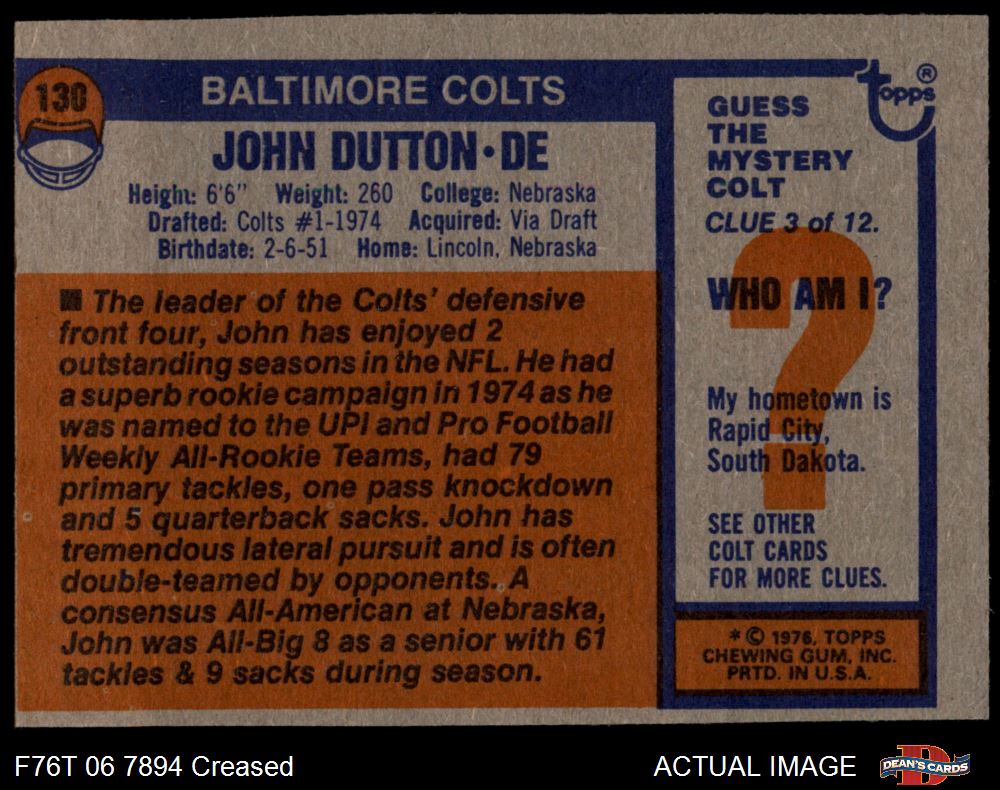 130
BALTIMORE COLTS
JOHN DUTTON•DE
Height: 6'6" Weight: 260 College: Nebraska
Drafted: Colts #1-1974 Acquired: Via Draft
Birthdate: 2-6-51 Home: Lincoln, Nebraska
The leader of the Colts' defensive
front four, John has enjoyed 2
outstanding seasons in the NFL. He had
a superb rookie campaign in 1974 as he
was named to the UPI and Pro Football
Weekly All-Rookie Teams, had 79
primary tackles, one pass knockdown
and 5 quarterback sacks. John has
tremendous lateral pursuit and is often
double-teamed by opponents. A
consensus All-American at Nebraska,
John was All-Big 8 as a senior with 61
tackles & 9 sacks during season.
topps®
GUESS
THE
MYSTERY
COLT
CLUE 3 of 12.
?
WHO AM I?
My hometown is
Rapid City,
South Dakota.
SEE OTHER
COLT CARDS
FOR MORE CLUES.
*© 1976, TOPPS
CHEWING GUM, INC.
PRTD. IN U.S.A.
F76T 06 7894 Creased
ACTUAL IMAGE
D
DEAN'S CARDS